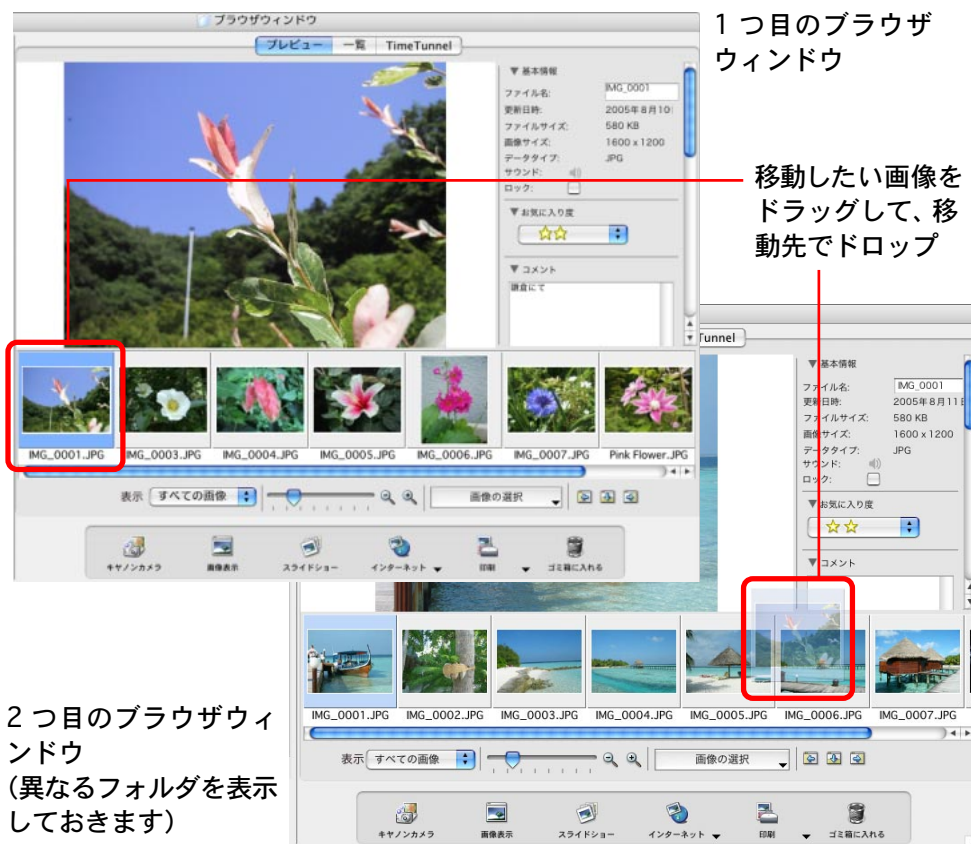 ブラウザウィンドウ
プレビュー 一覧 TimeTunnel
▼ 基本情報
ファイル名: IMG_0001
更新日時: 2005年8月10
ファイルサイズ: 580 KB
画像サイズ: 1600 x 1200
データタイプ: JPG
サウンド:
ロック:
▼ お気に入り度
▼ コメント
鎌倉にて
IMG_0001.JPG IMG_0003.JPG IMG_0004.JPG IMG_0005.JPG IMG_0006.JPG IMG_0007.JPG Pink Flower.JPG
表示 すべての画像 画像の選択
キヤノンカメラ 画像表示 スライドショー インターネット 印刷 ゴミ箱に入れる
1 つ目のブラウザ
ウィンドウ
移動したい画像を
ドラッグして、移
動先でドロップ
Tunnel
▼ 基本情報
ファイル名: IMG_0001
更新日時: 2005年8月11
ファイルサイズ: 580 KB
画像サイズ: 1600 x 1200
データタイプ: JPG
サウンド:
ロック:
▼ お気に入り度
▼ コメント
IMG_0001.JPG IMG_0002.JPG IMG_0003.JPG IMG_0004.JPG IMG_0005.JPG IMG_0006.JPG IMG_0007.JPG
表示 すべての画像 画像の選択
キヤノンカメラ 画像表示 スライドショー インターネット 印刷 ゴミ箱に入れる
2 つ目のブラウザウィ
ンドウ
(異なるフォルダを表示
しておきます)